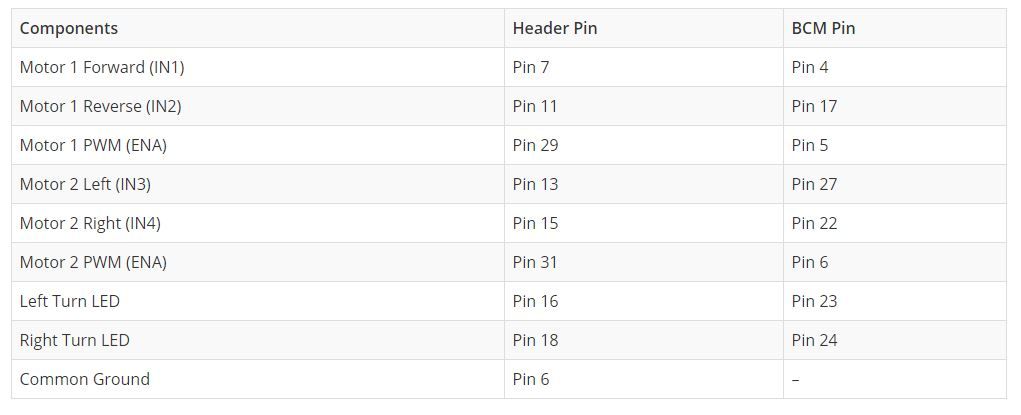 Components Header Pin BCM Pin
Motor 1 Forward (IN1) Pin 7 Pin 4
Motor 1 Reverse (IN2) Pin 11 Pin 17
Motor 1 PWM (ENA) Pin 29 Pin 5
Motor 2 Left (IN3) Pin 13 Pin 27
Motor 2 Right (IN4) Pin 15 Pin 22
Motor 2 PWM (ENA) Pin 31 Pin 6
Left Turn LED Pin 16 Pin 23
Right Turn LED Pin 18 Pin 24
Common Ground Pin 6 –